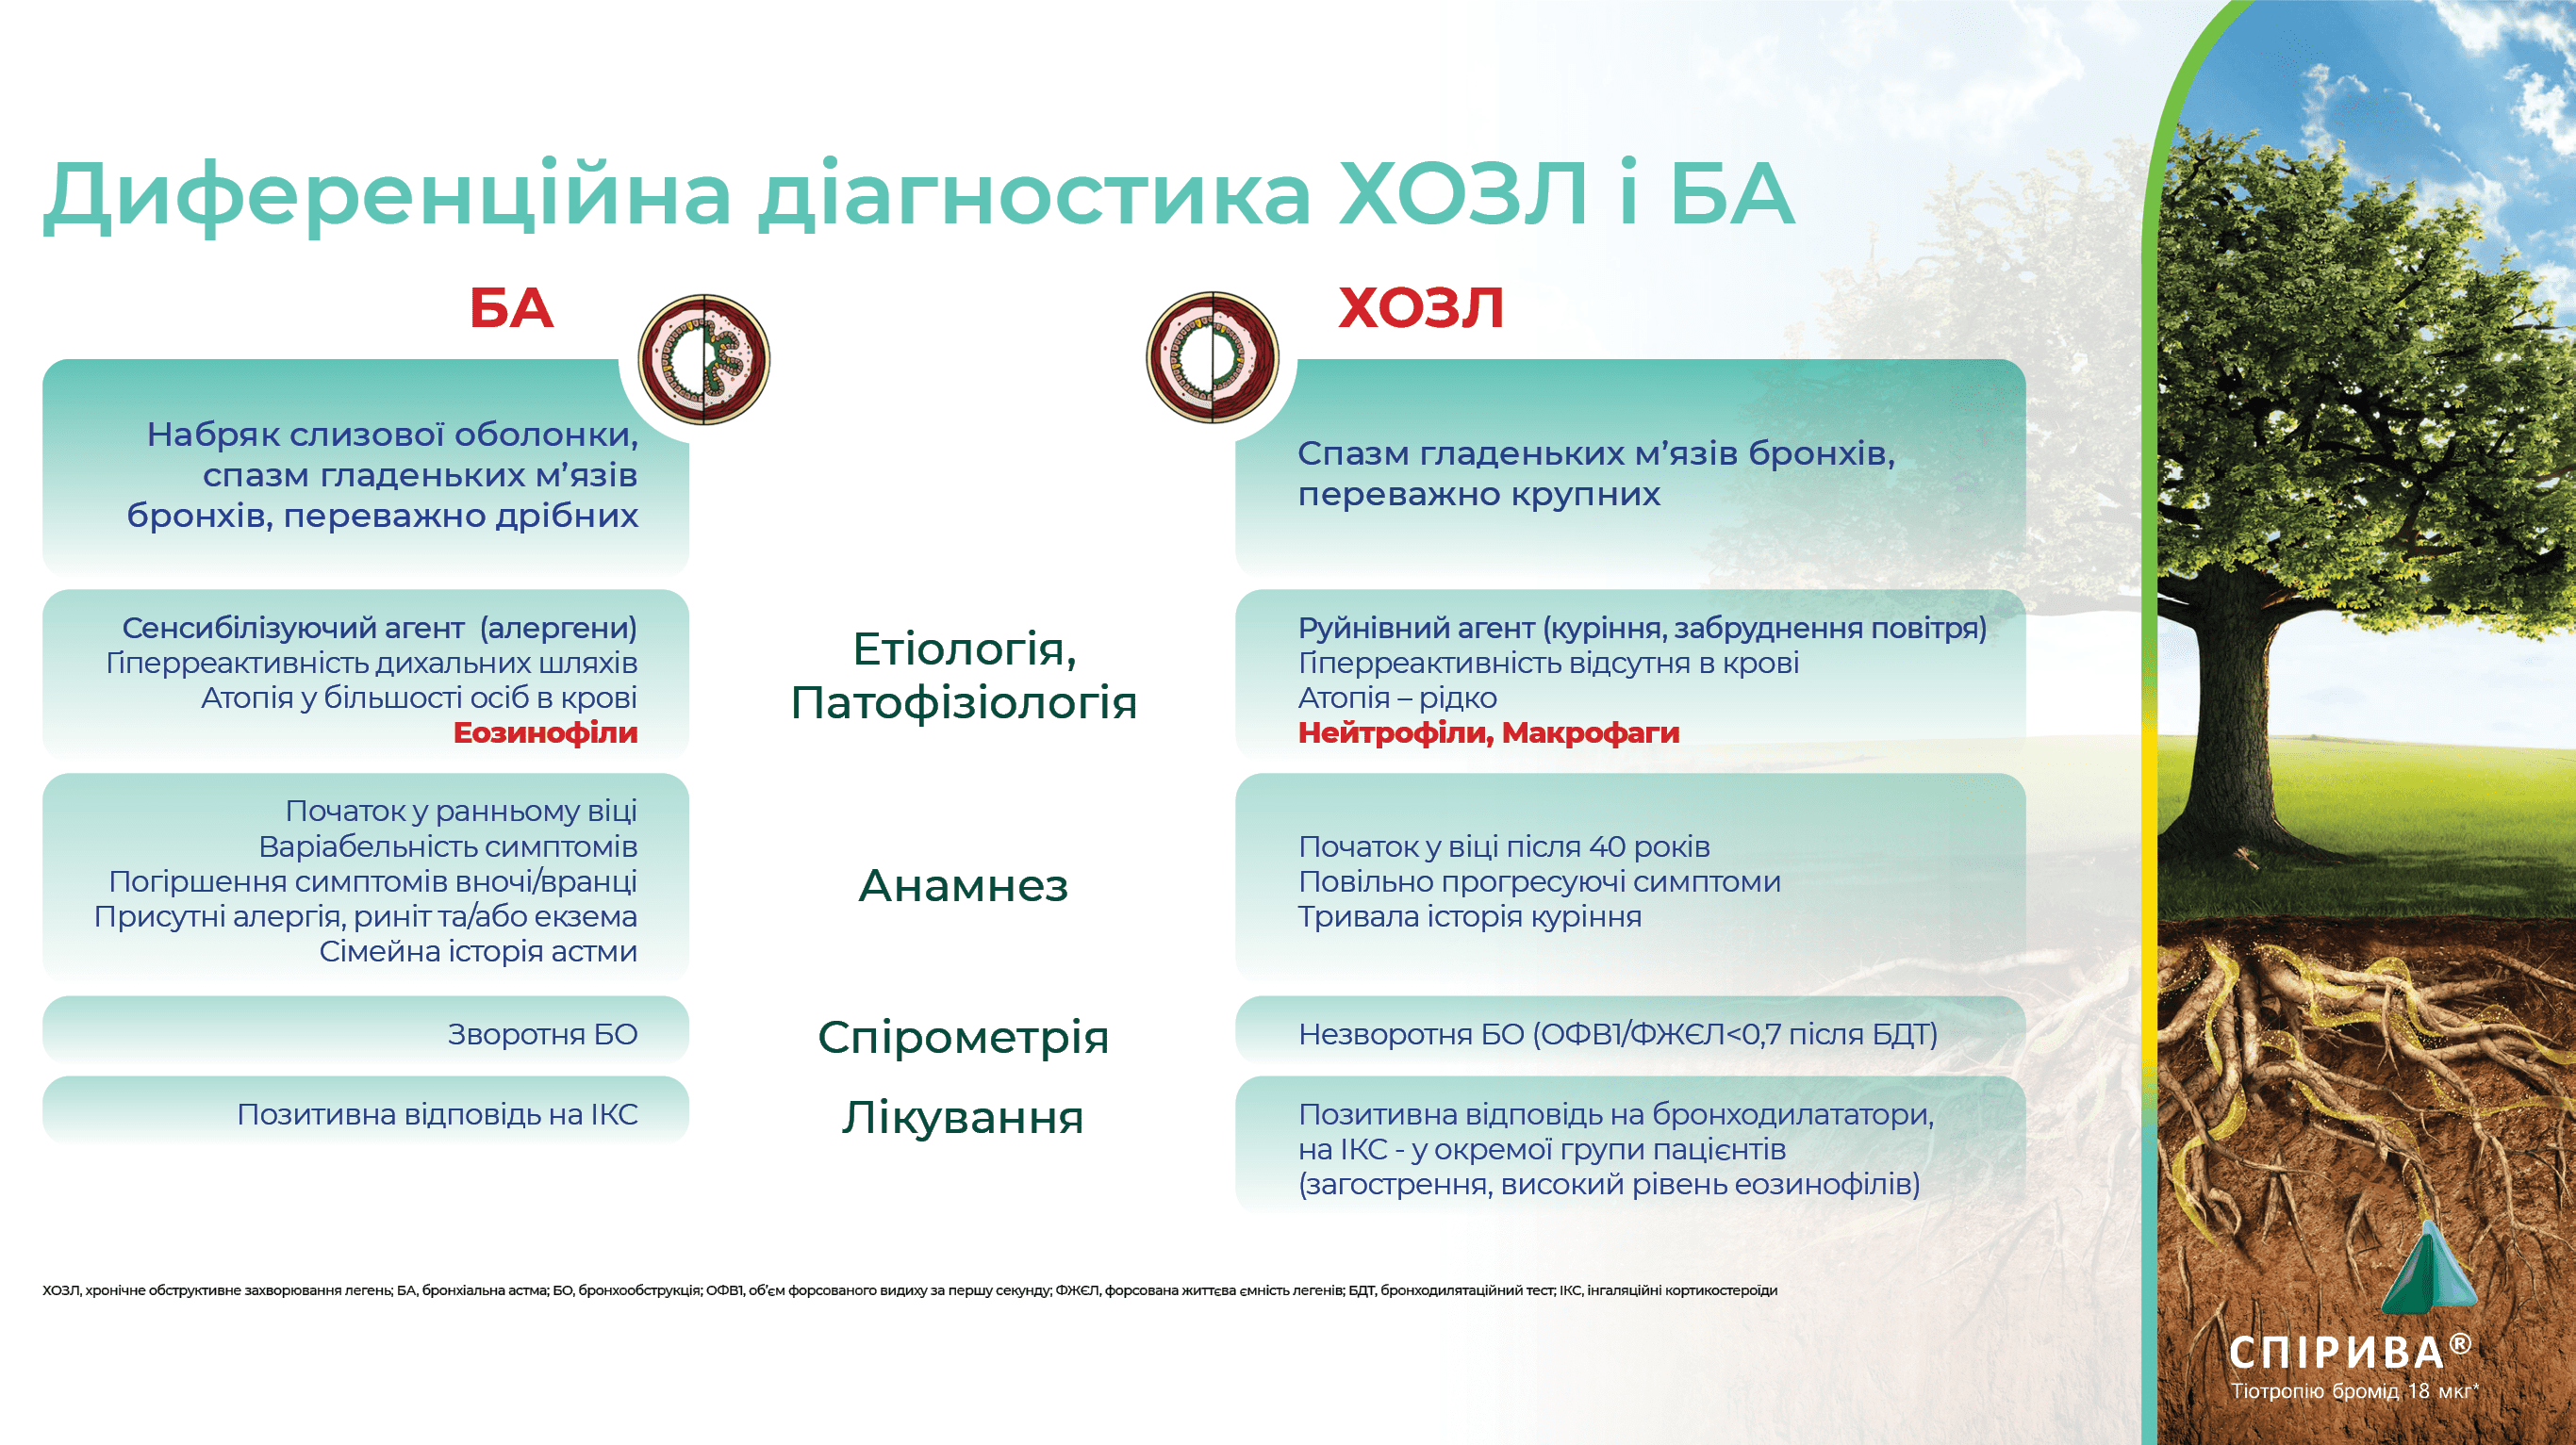 Диференційна діагностика ХОЗЛ і БА
БА
ХОЗЛ
Набряк слизової оболонки,
спазм гладеньких м’язів
бронхів, переважно дрібних
Спазм гладеньких м’язів бронхів,
переважно крупних
Сенсибілізуючий агент (алергени)
Гіперреактивність дихальних шляхів
Атопія у більшості осіб в крові
Еозинофіли
Етіологія,
Патофізіологія
Руйнівний агент (куріння, забруднення повітря)
Гіперреактивність відсутня в крові
Атопія – рідко
Нейтрофіли, Макрофаги
Початок у ранньому віці
Варіабельність симптомів
Погіршення симптомів вночі/вранці
Присутні алергія, риніт та/або екзема
Сімейна історія астми
Анамнез
Початок у віці після 40 років
Повільно прогресуючі симптоми
Тривала історія куріння
Зворотня БО
Спірометрія
Незворотня БО (ОФВ1/ФЖЄЛ<0,7 після БДТ)
Позитивна відповідь на ІКС
Лікування
Позитивна відповідь на бронходилататори,
на ІКС - у окремої групи пацієнтів
(загострення, високий рівень еозинофілів)
ХОЗЛ, хронічне обструктивне захворювання легень; БА, бронхіальна астма; БО, бронхообструкція; ОФВ1, об’єм форсованого видиху за першу секунду; ФЖЄЛ, форсована життєва ємність легенів; БДТ, бронходилятаційний тест; ІКС, інгаляційні кортикостероїди
СПІРИВА®
Тіотропію бромід 18 мкг*